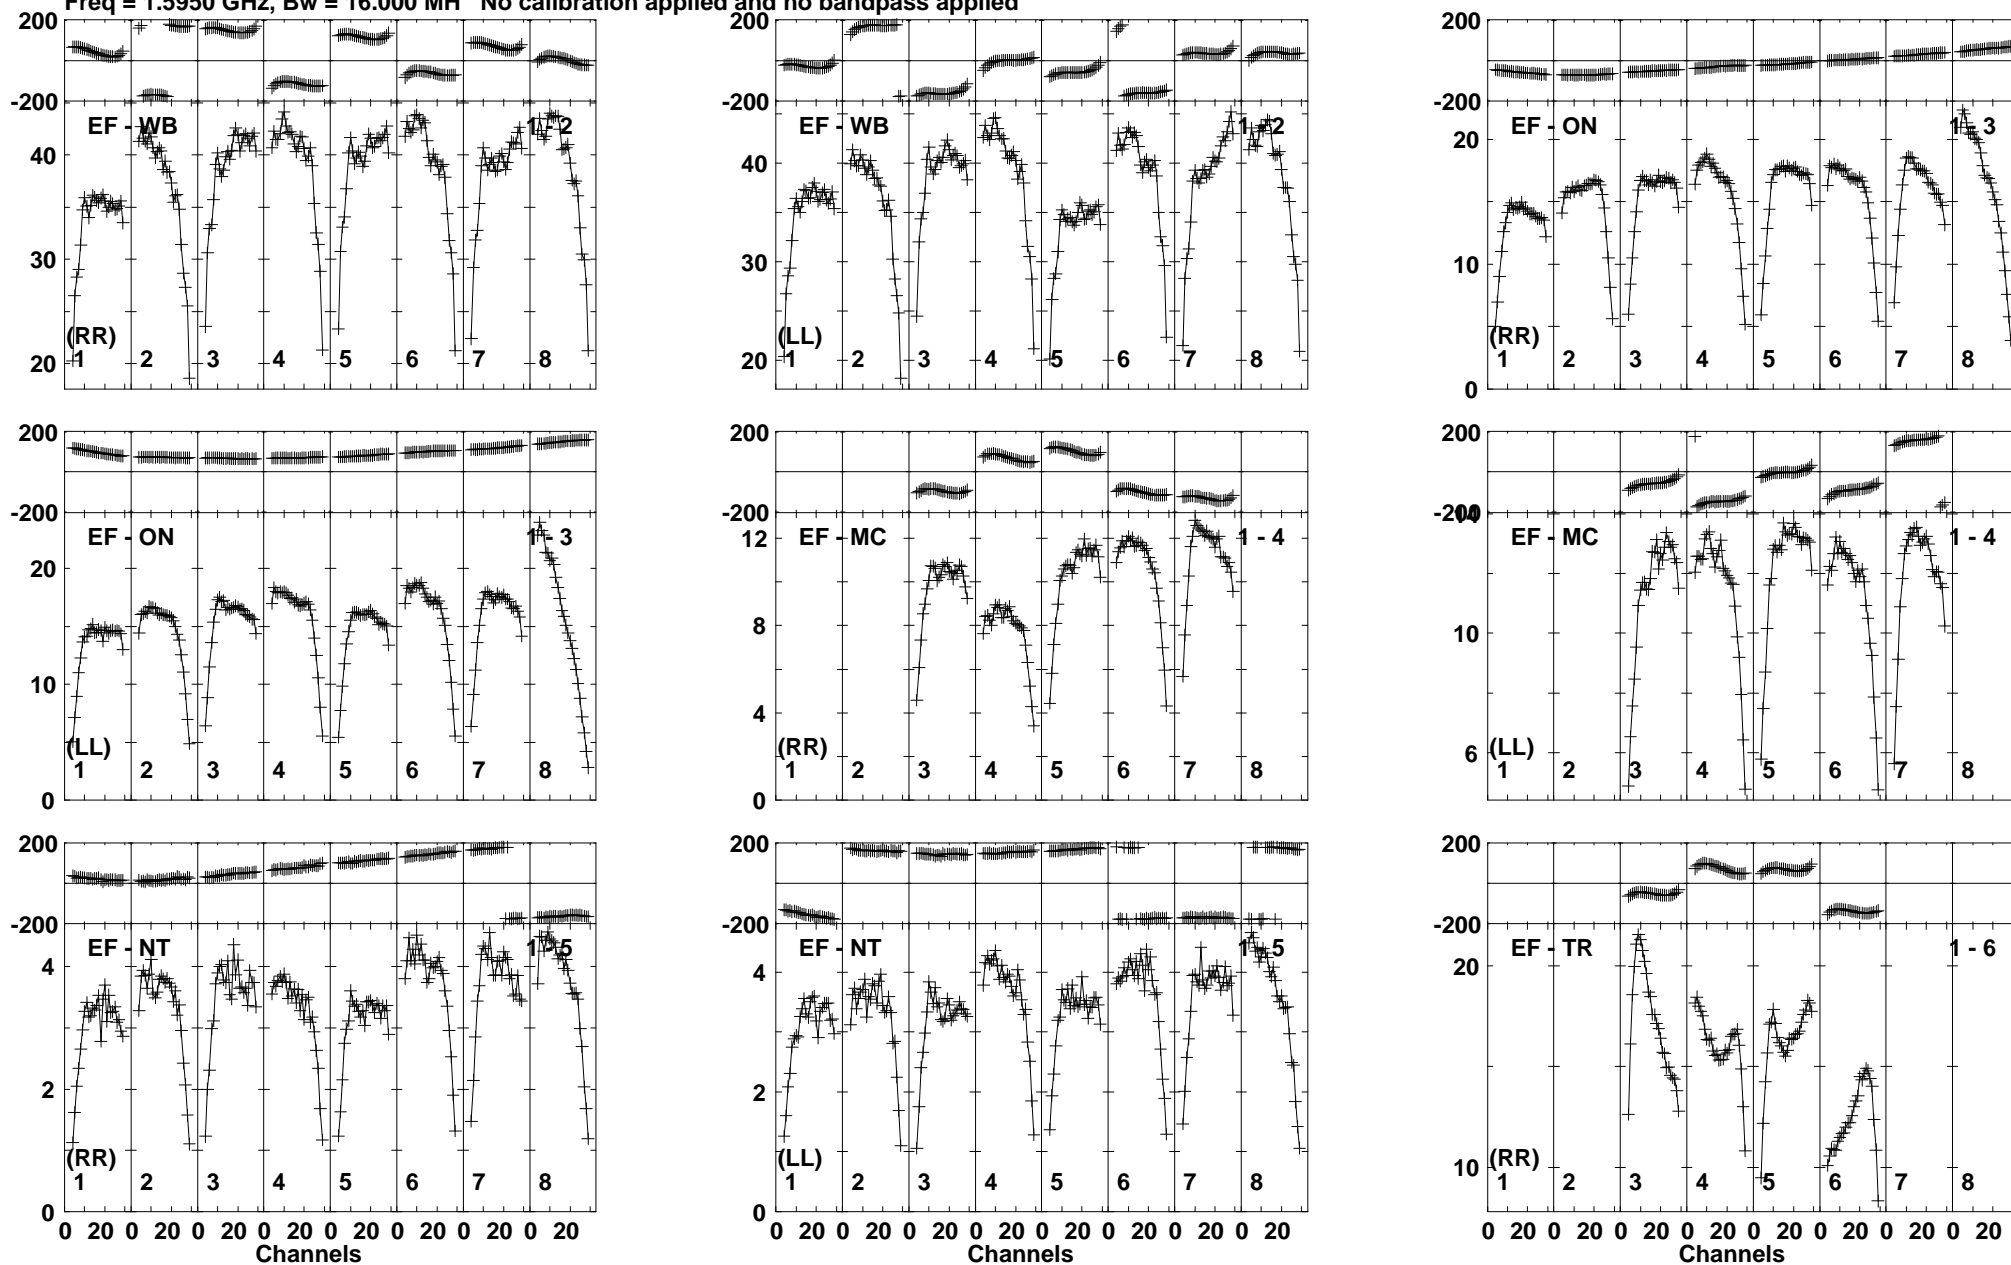 Freq = 1.5950 GHz, Bw = 16.000 MH No calibration applied and no bandpass applied
200
-200
EF - WB 1 - 2
40
30
20
(RR)
1 2 3 4 5 6 7 8
200
-200
EF - WB 1 - 2
40
30
20
(LL)
1 2 3 4 5 6 7 8
200
-200
EF - ON 1 - 3
20
10
0
(RR)
1 2 3 4 5 6 7 8
200
-200
EF - ON 1 - 3
20
10
0
(LL)
1 2 3 4 5 6 7 8
200
-200
EF - MC 1 - 4
12
8
4
0
(RR)
1 2 3 4 5 6 7 8
200
-200
14
EF - MC 1 - 4
10
6
(LL)
1 2 3 4 5 6 7 8
200
-200
EF - NT 1 - 5
4
2
0
(RR)
1 2 3 4 5 6 7 8
0 20 0 20 0 20 0 20 0 20 0 20 0 20 0 20
Channels
200
-200
EF - NT 1 - 5
4
2
0
(LL)
1 2 3 4 5 6 7 8
0 20 0 20 0 20 0 20 0 20 0 20 0 20 0 20
Channels
200
-200
EF - TR 1 - 6
20
10
(RR)
1 2 3 4 5 6 7 8
0 20 0 20 0 20 0 20 0 20 0 20 0 20 0 20
Channels